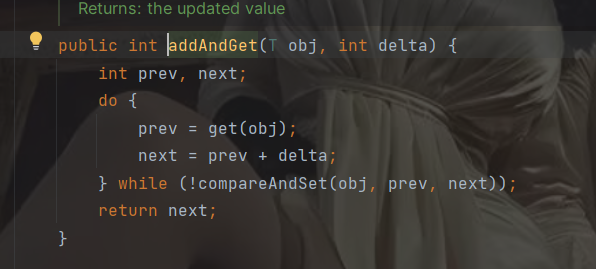 Returns: the updated value
public int addAndGet(T obj, int delta) {
int prev, next;
do {
prev = get(obj);
next = prev + delta;
} while (!compareAndSet(obj, prev, next));
return next;
}